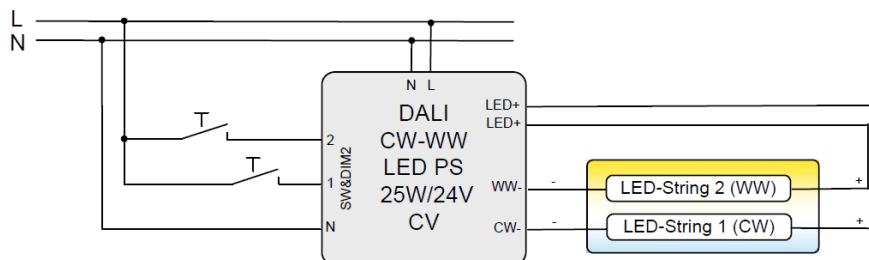 L
N
N L
DALI
CW-WW
LED PS
25W/24V
CV
LED+
LED+
WW-
CW-
SW&DIM2
2
1
N
T
T
- LED-String 2 (WW) +
- LED-String 1 (CW) +